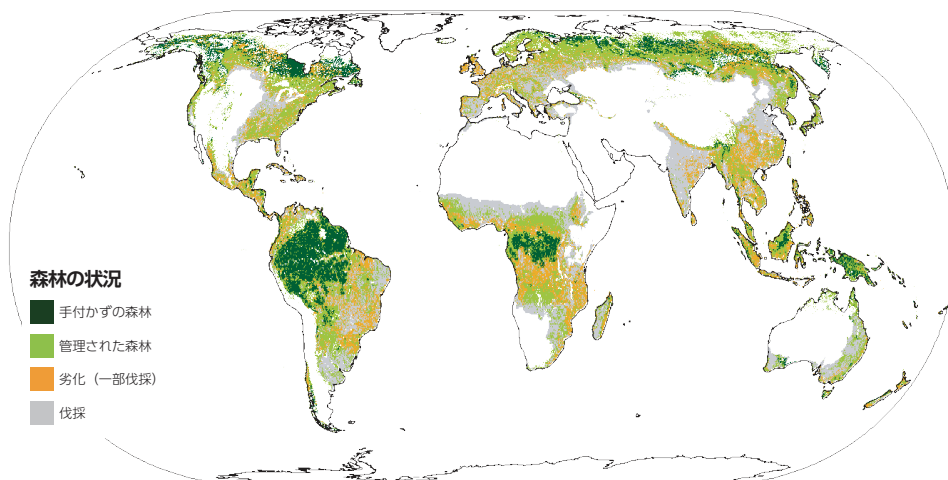 森林の状況
手付かずの森林
管理された森林
劣化（一部伐採）
伐採